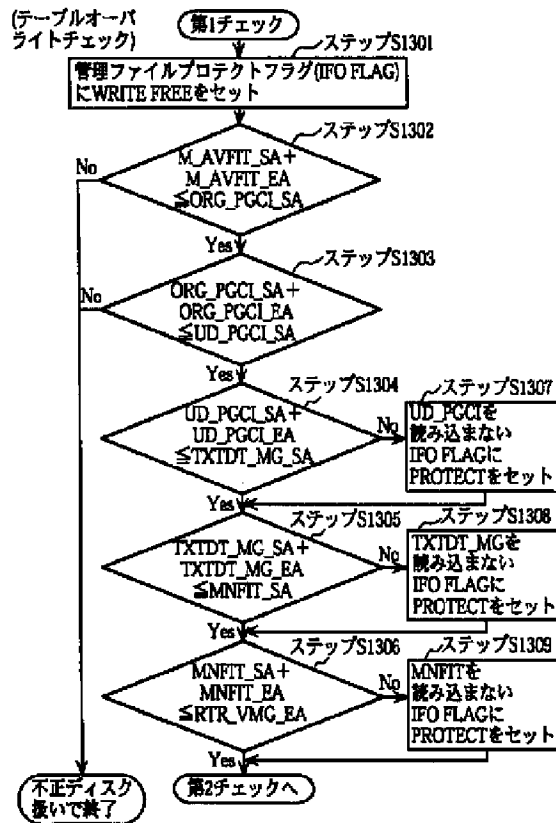 (テーブルオーバ
ライトチェック)
第1チェック
ステップS1301
管理ファイルプロテクトフラグ(IFO FLAG)
にWRITE FREEをセット
ステップS1302
No
M_AVFIT_SA+
M_AVFIT_EA
≦ORG_PGCI_SA
Yes
ステップS1303
No
ORG_PGCI_SA+
ORG_PGCI_EA
≦UD_PGCI_SA
Yes
ステップS1304
UD_PGCI_SA+
UD_PGCI_EA
≦TXTDT_MG_SA
No
ステップS1307
UD_PGCIを
読み込まない
IFO FLAGに
PROTECTをセット
Yes
ステップS1305
TXTDT_MG_SA+
TXTDT_MG_EA
≦MNFIT_SA
No
ステップS1308
TXTDT_MGを
読み込まない
IFO FLAGに
PROTECTをセット
Yes
ステップS1306
MNFIT_SA+
MNFIT_EA
≦RTR_VMG_EA
No
ステップS1309
MNFITを
読み込まない
IFO FLAGに
PROTECTをセット
Yes
不正ディスク
扱いで終了
第2チェックへ